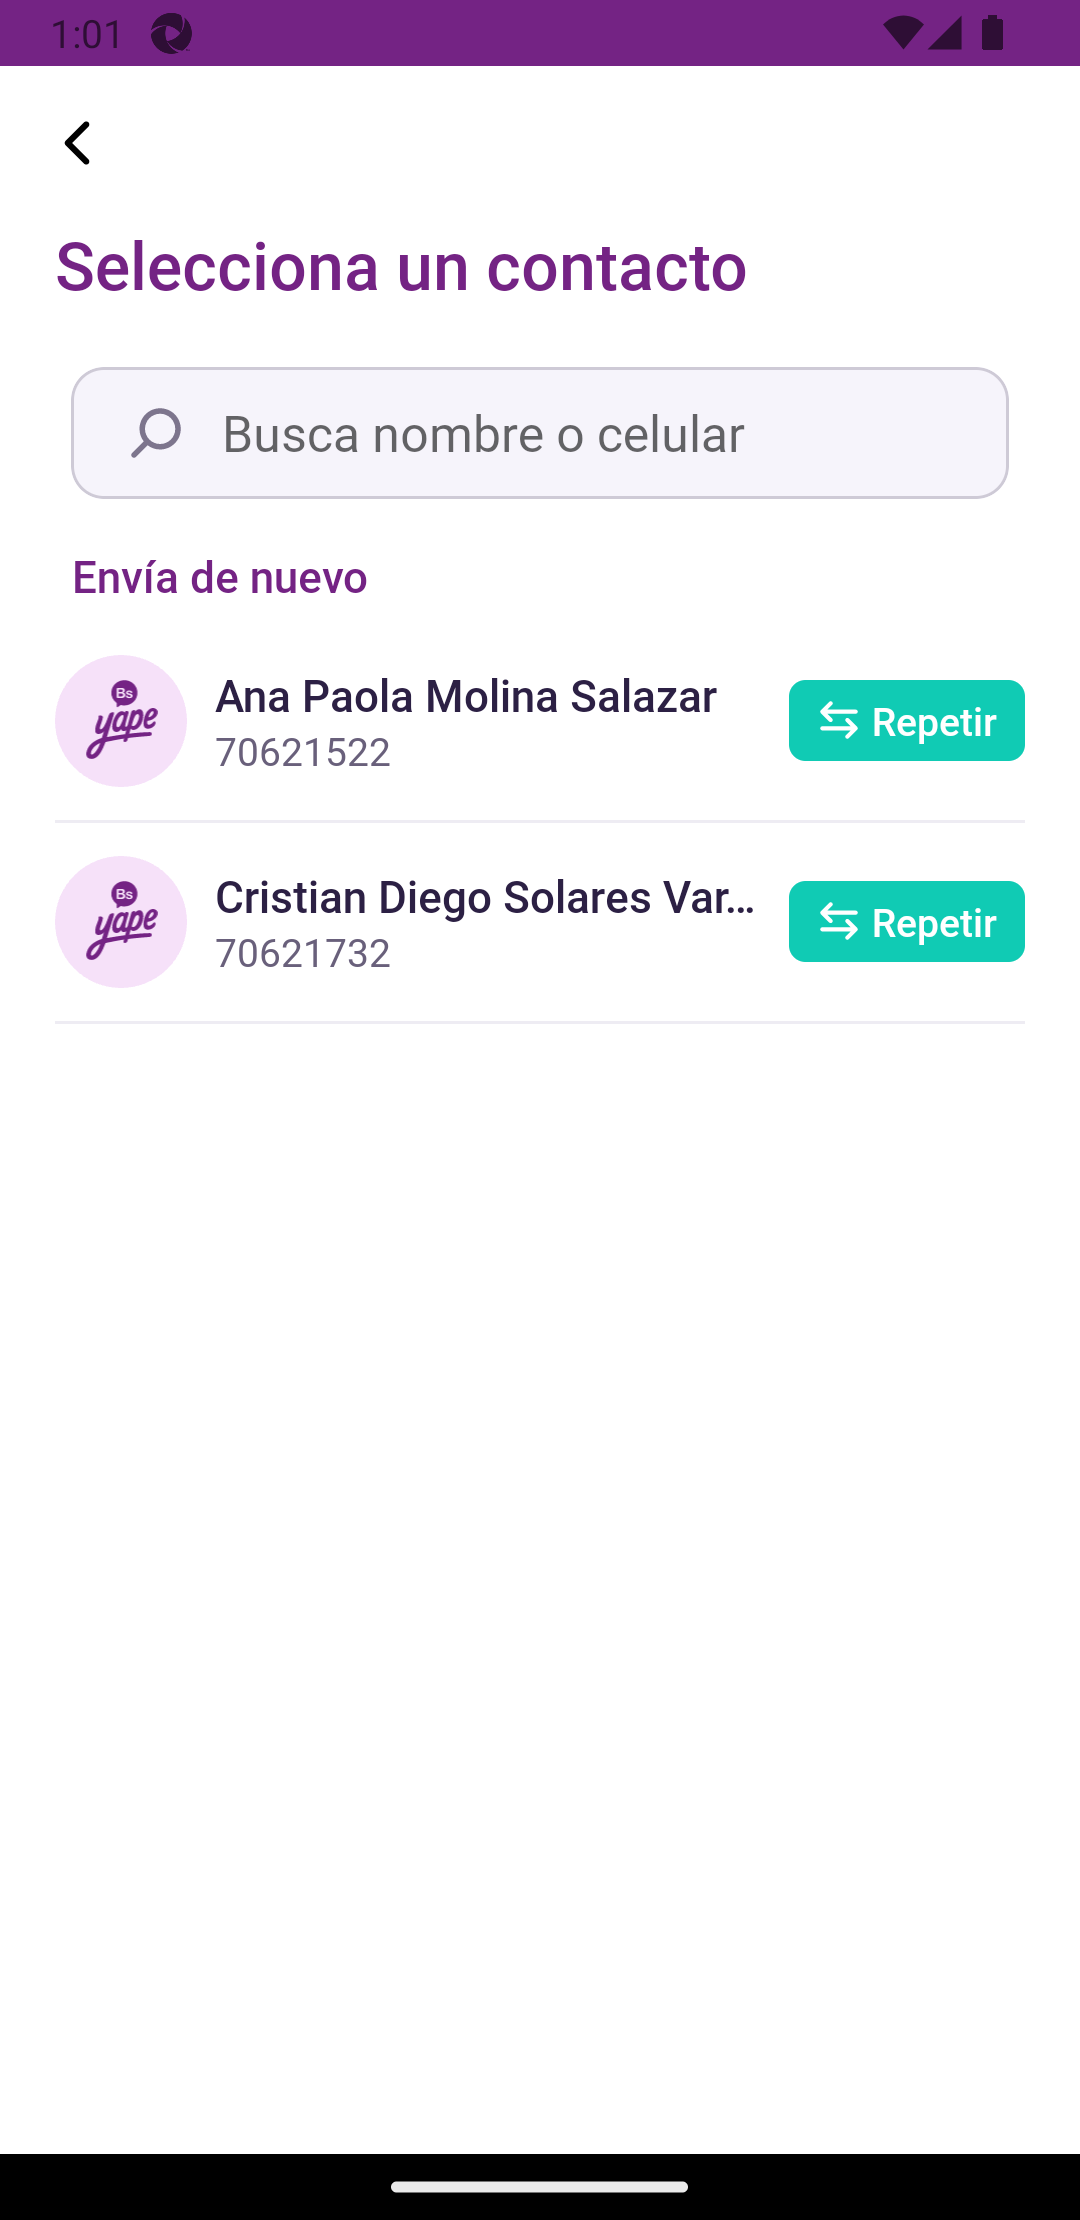 1:01
Selecciona un contacto
Busca nombre o celular
Envía de nuevo
Bs
yape
Ana Paola Molina Salazar
70621522
Repetir
Bs
yape
Cristian Diego Solares Var...
70621732
Repetir